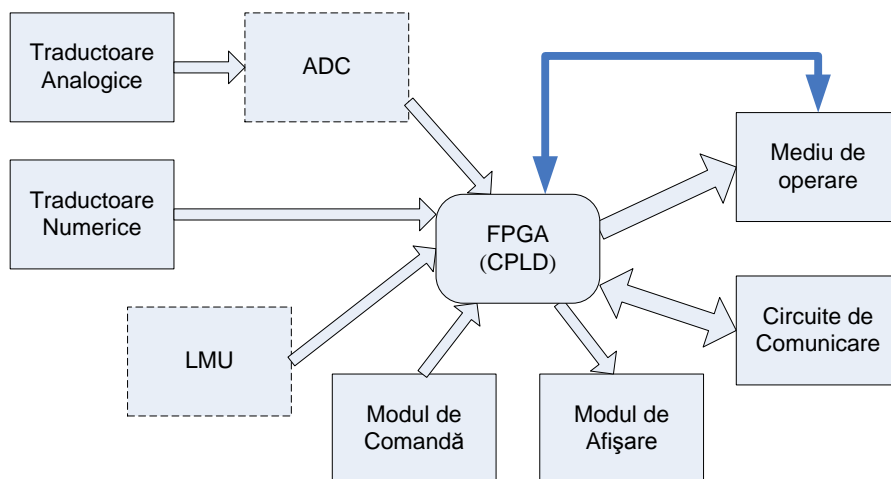 Traductoare
Analogice
ADC
Mediu de
operare
Traductoare
Numerice
FPGA
(CPLD)
Circuite de
Comunicare
LMU
Modul de
Comandă
Modul de
Afişare